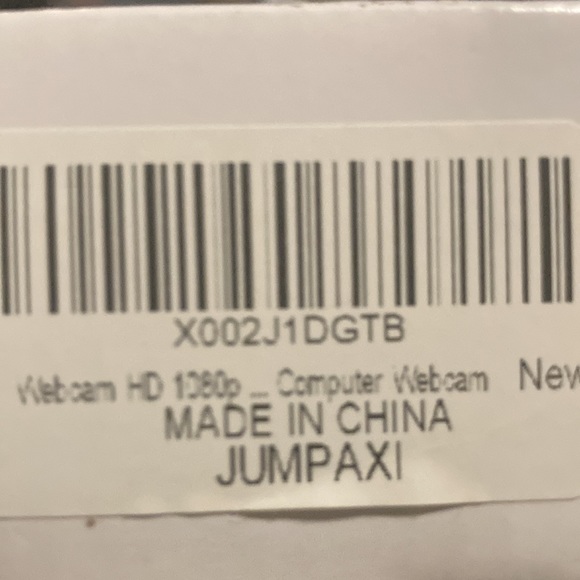 X002J1DGTB
Webcam HD 1080p ... Computer Webcam New
MADE IN CHINA
JUMPAXI